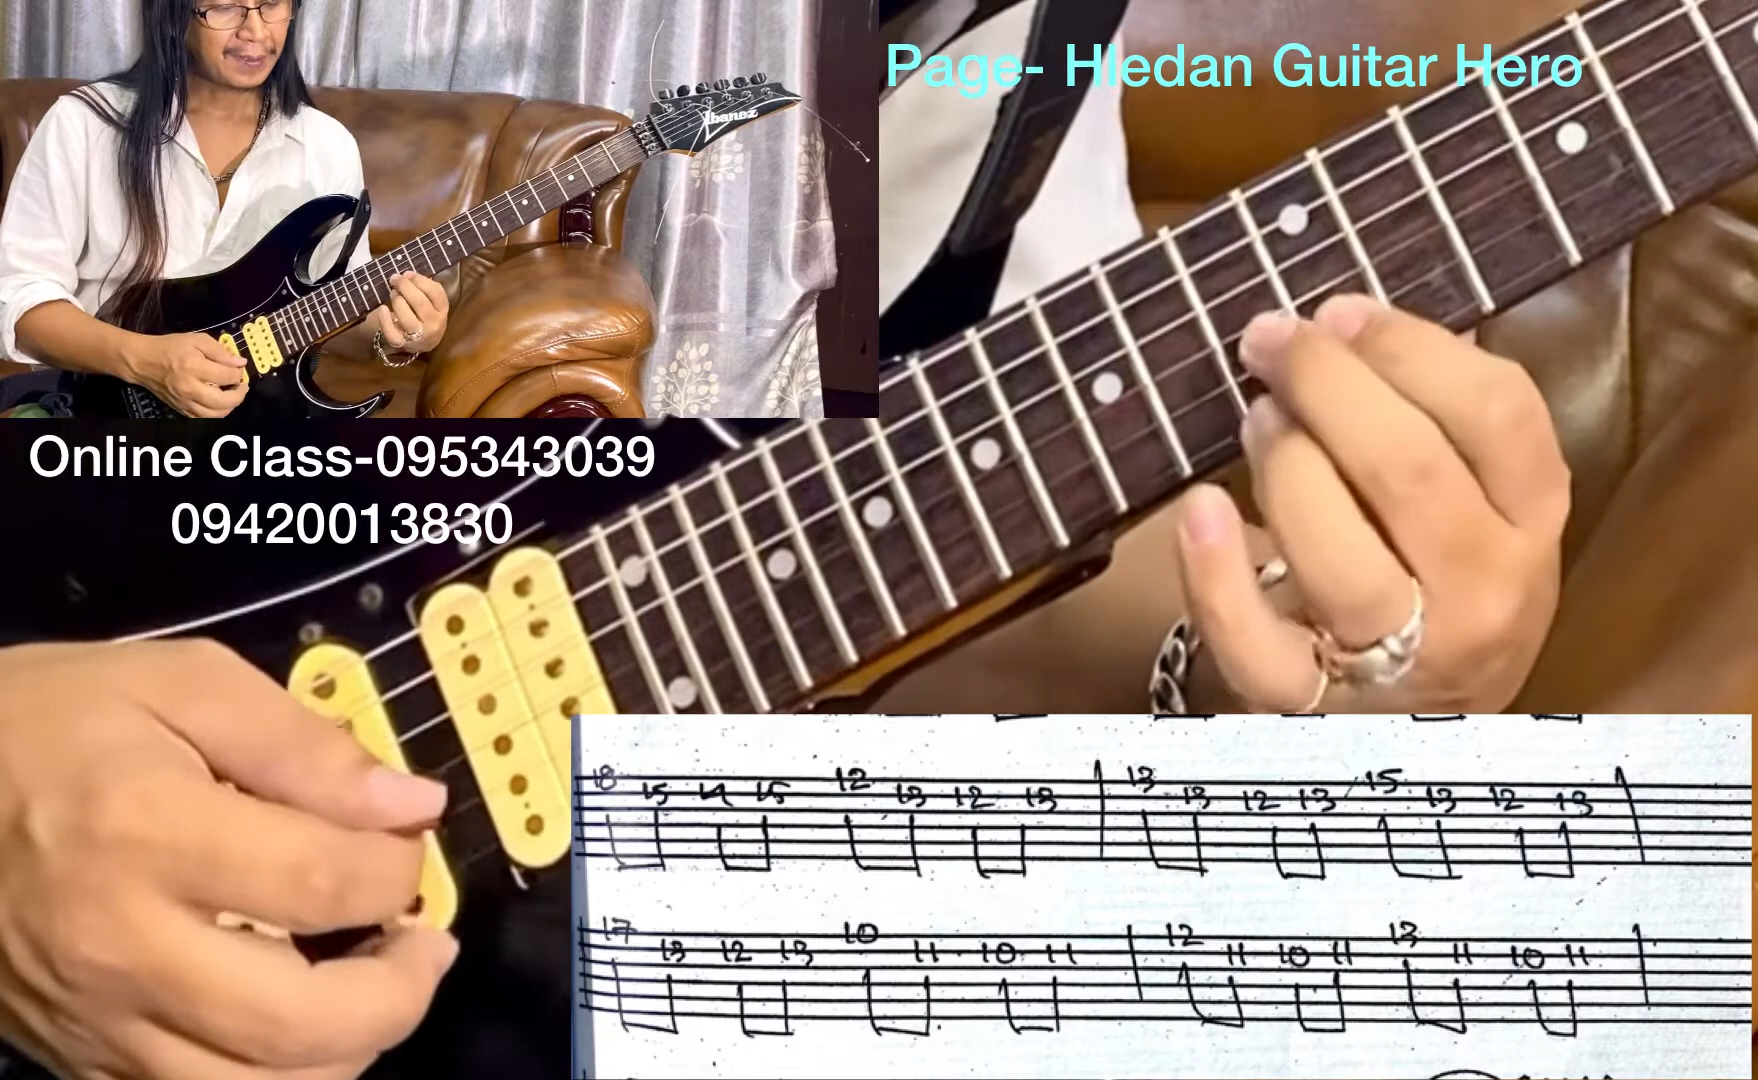 Ibanez
Page- Hledan Guitar Hero
Online Class-095343039
09420013830
18 15 14 15 12 13 12 13 13 13 12 13 15 13 12 13
17 13 12 13 10 11 10 11 12 11 10 11 13 11 10 11